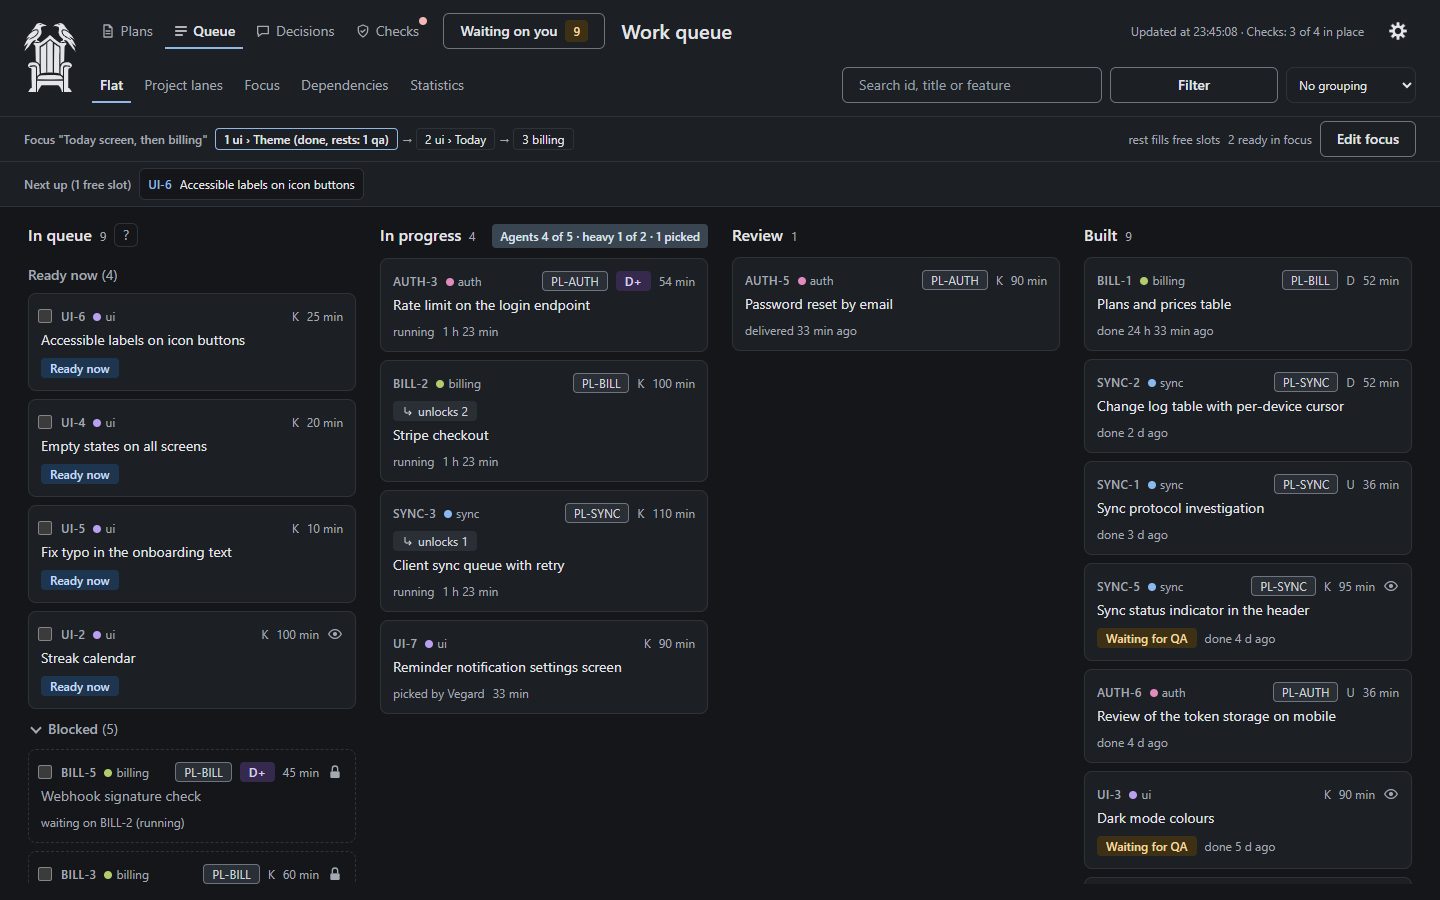 Plans Queue Decisions Checks Waiting on you 9 Work queue Updated at 23:45:08 · Checks: 3 of 4 in place
Flat Project lanes Focus Dependencies Statistics Search id, title or feature Filter No grouping
Focus "Today screen, then billing" 1 ui › Theme (done, rests: 1 qa) → 2 ui › Today → 3 billing rest fills free slots 2 ready in focus Edit focus
Next up (1 free slot) UI-6 Accessible labels on icon buttons
In queue 9 ?
Ready now (4)
UI-6 ui K 25 min
Accessible labels on icon buttons
Ready now
UI-4 ui K 20 min
Empty states on all screens
Ready now
UI-5 ui K 10 min
Fix typo in the onboarding text
Ready now
UI-2 ui K 100 min
Streak calendar
Ready now
Blocked (5)
BILL-5 billing PL-BILL D+ 45 min
Webhook signature check
waiting on BILL-2 (running)
BILL-3 billing PL-BILL K 60 min
In progress 4 Agents 4 of 5 · heavy 1 of 2 · 1 picked
AUTH-3 auth PL-AUTH D+ 54 min
Rate limit on the login endpoint
running 1 h 23 min
BILL-2 billing PL-BILL K 100 min
↳ unlocks 2
Stripe checkout
running 1 h 23 min
SYNC-3 sync PL-SYNC K 110 min
↳ unlocks 1
Client sync queue with retry
running 1 h 23 min
UI-7 ui K 90 min
Reminder notification settings screen
picked by Vegard 33 min
Review 1
AUTH-5 auth PL-AUTH K 90 min
Password reset by email
delivered 33 min ago
Built 9
BILL-1 billing PL-BILL D 52 min
Plans and prices table
done 24 h 33 min ago
SYNC-2 sync PL-SYNC D 52 min
Change log table with per-device cursor
done 2 d ago
SYNC-1 sync PL-SYNC U 36 min
Sync protocol investigation
done 3 d ago
SYNC-5 sync PL-SYNC K 95 min
Sync status indicator in the header
Waiting for QA done 4 d ago
AUTH-6 auth PL-AUTH U 36 min
Review of the token storage on mobile
done 4 d ago
UI-3 ui K 90 min
Dark mode colours
Waiting for QA done 5 d ago